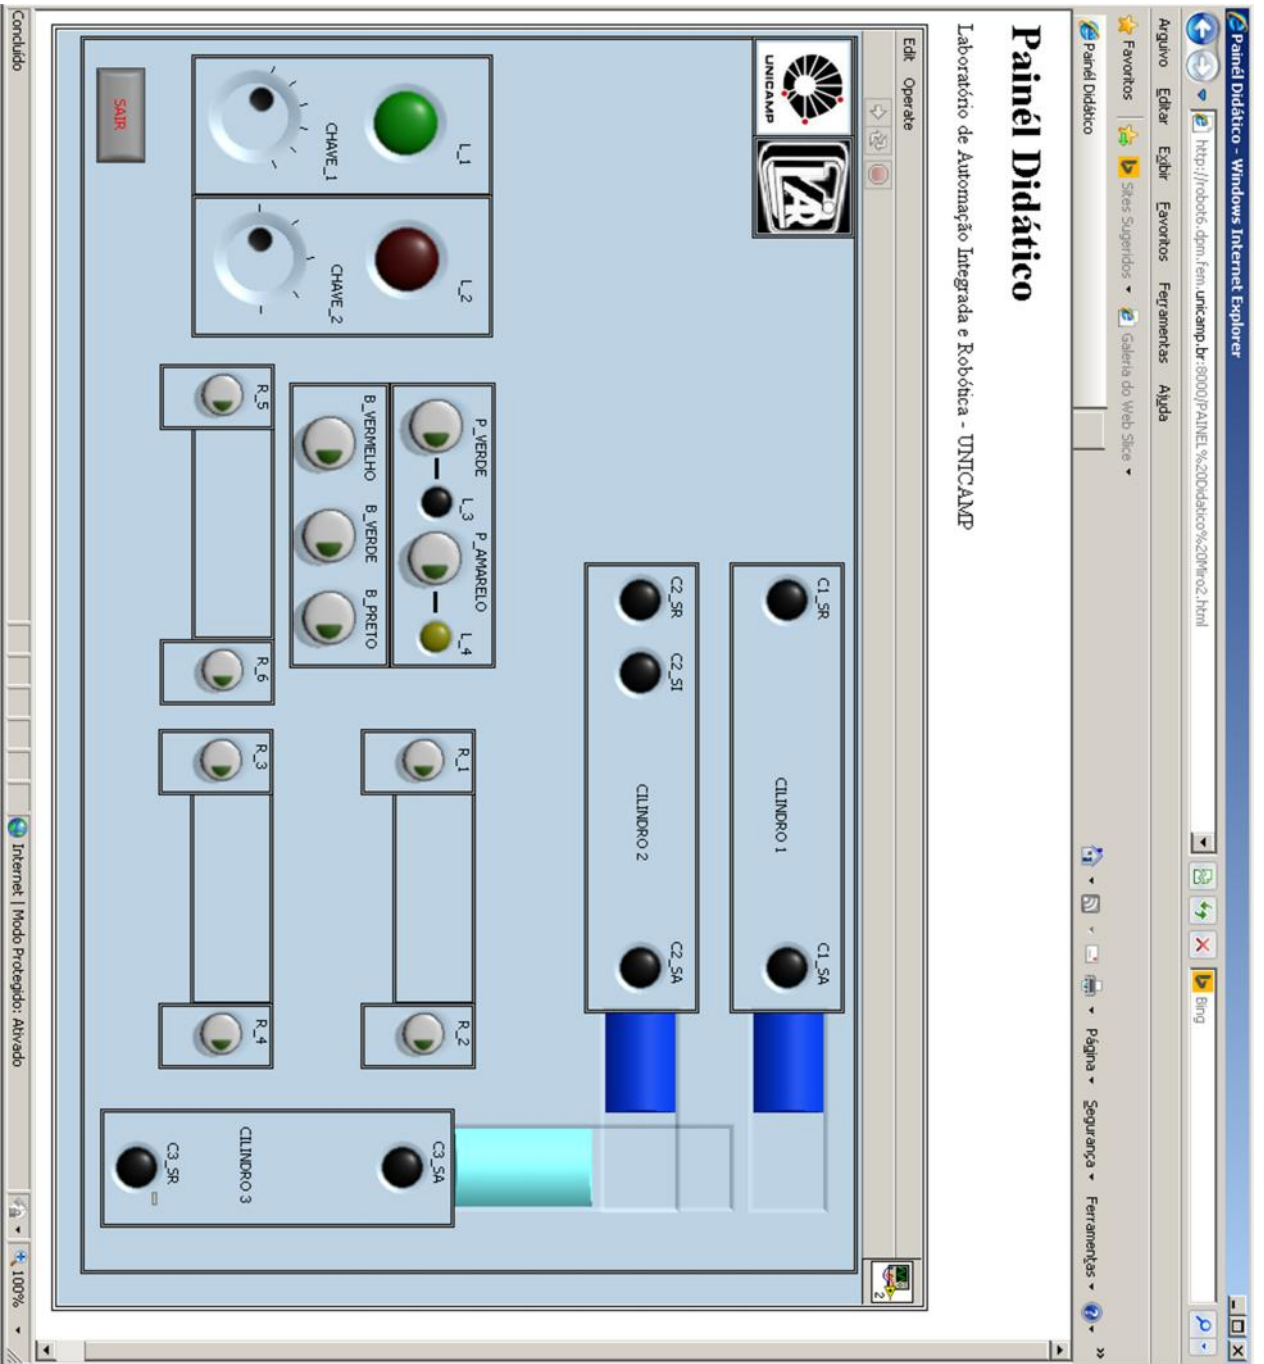 Painél Didático - Windows Internet Explorer
http://robot6.dpm.fem.unicamp.br:8000/PAINEL%20Didatico%20Miro2.html
Bing
Arquivo Editar Exibir Favoritos Ferramentas Ajuda
Favoritos Sites Sugeridos Galeria do Web Slice
Painél Didático
Página Segurança Ferramentas
Painél Didático
Laboratório de Automação Integrada e Robótica - UNICAMP
Edit Operate
2
UNICAMP
C1_SR
C1_SA
CILINDRO 1
C2_SR
C2_SI
C2_SA
CILINDRO 2
L_1
L_2
CHAVE_1
CHAVE_2
P_VERDE
L_3
P_AMARELO
L_4
B_VERMELHO
B_VERDE
B_PRETO
R_1
R_2
C3_SA
CILINDRO 3
C3_SR
R_5
R_6
R_3
R_4
SAIR
Concluído
Internet | Modo Protegido: Ativado
100%